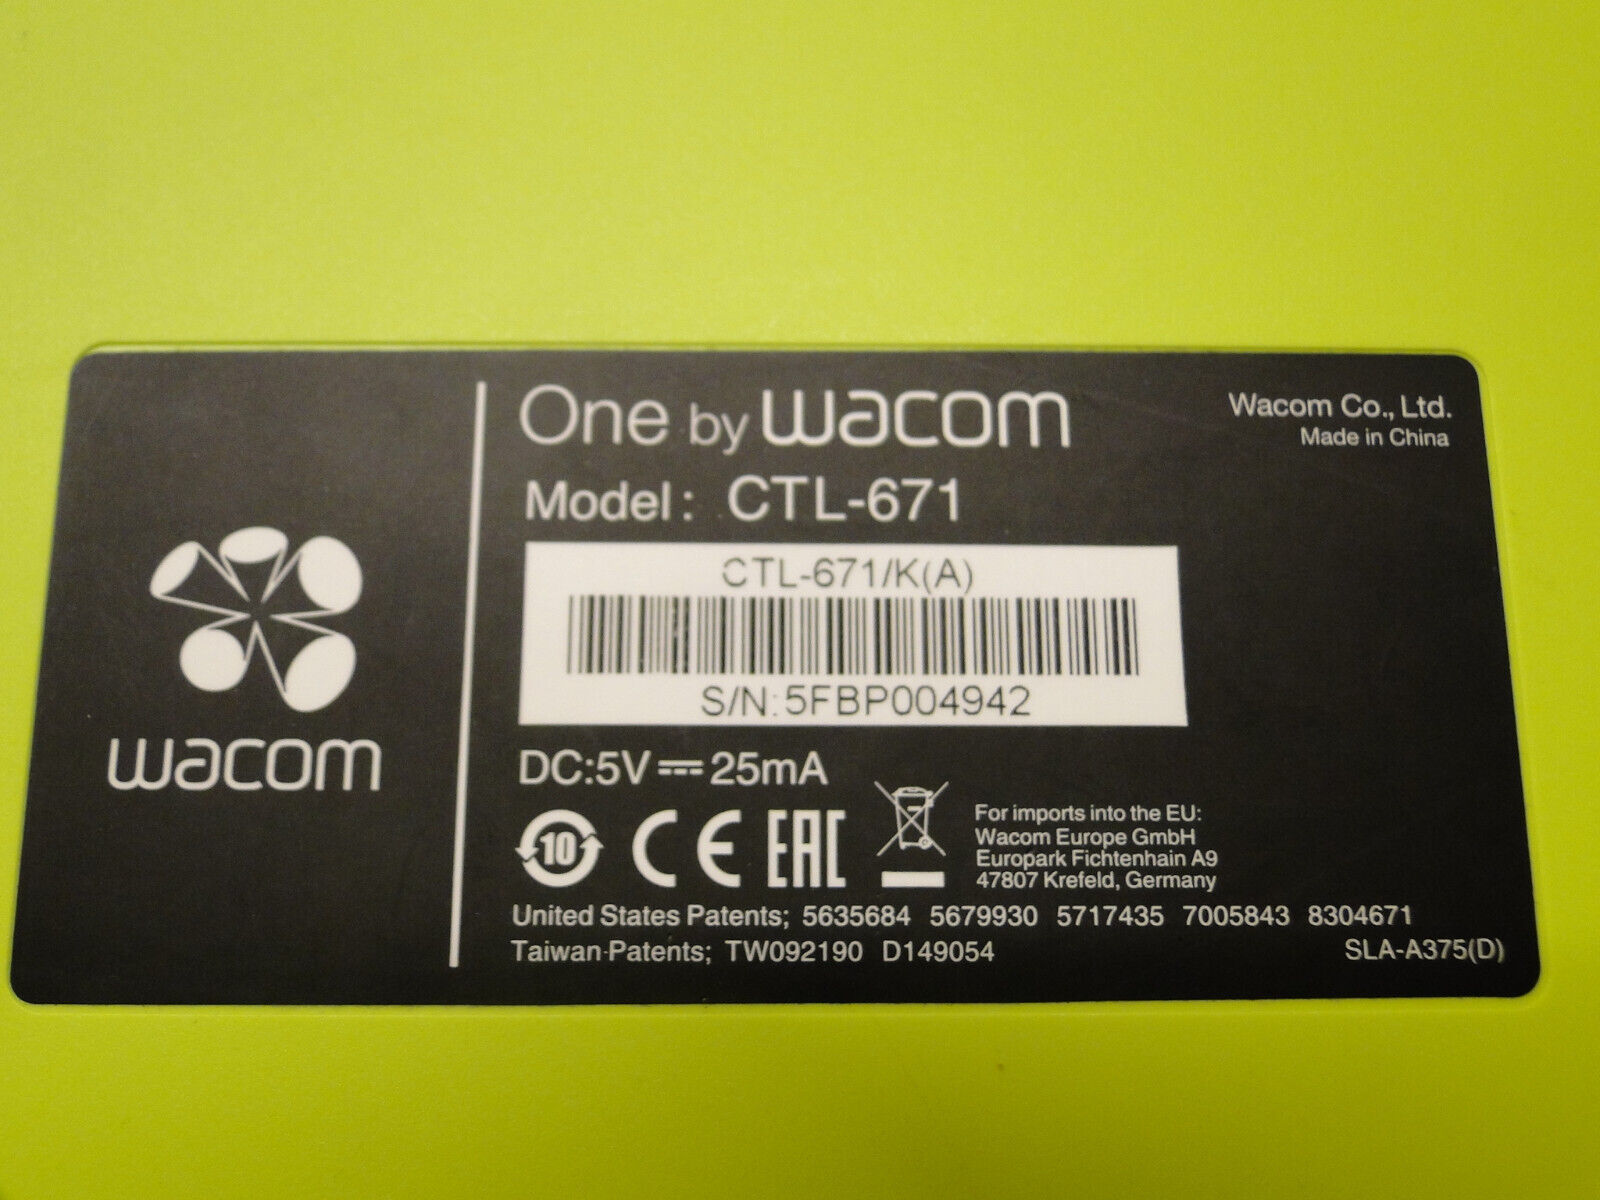 wacom
One by wacom
Model: CTL-671
Wacom Co., Ltd.
Made in China
CTL-671/K(A)
S/N:5FBP004942
DC:5V ⎓ 25mA
10 CE EAC
For imports into the EU:
Wacom Europe GmbH
Europark Fichtenhain A9
47807 Krefeld, Germany
United States Patents; 5635684 5679930 5717435 7005843 8304671
Taiwan-Patents; TW092190 D149054
SLA-A375(D)